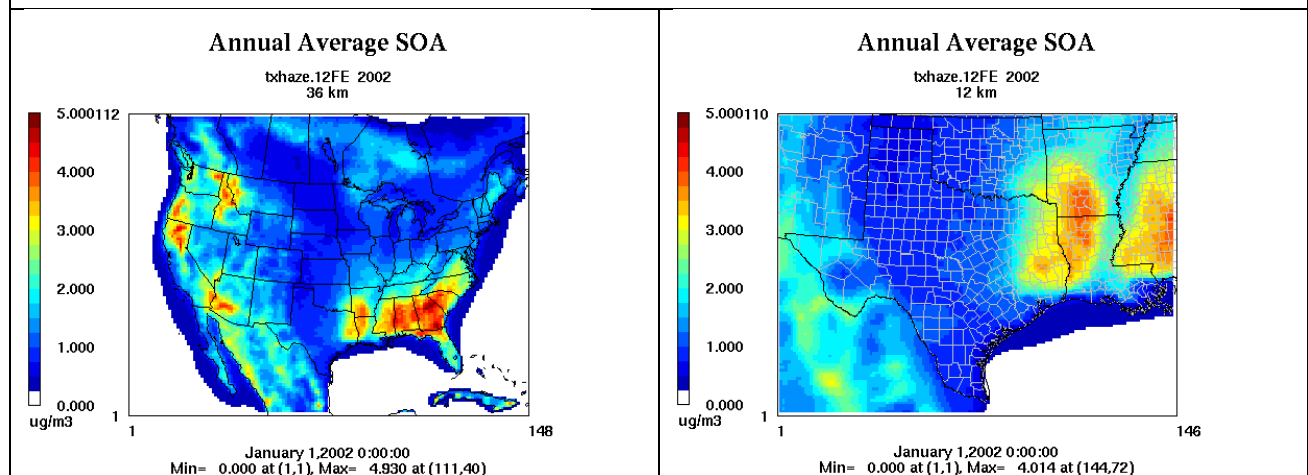 Annual Average SOA
txhaze.12FE 2002
36 km
5.000
112
4.000
3.000
2.000
1.000
0.000
ug/m3
1
1
148
January 1,2002 0:00:00
Min= 0.000 at (1,1), Max= 4.930 at (111,40)
Annual Average SOA
txhaze.12FE 2002
12 km
5.000
110
4.000
3.000
2.000
1.000
0.000
ug/m3
1
1
146
January 1,2002 0:00:00
Min= 0.000 at (1,1), Max= 4.014 at (144,72)